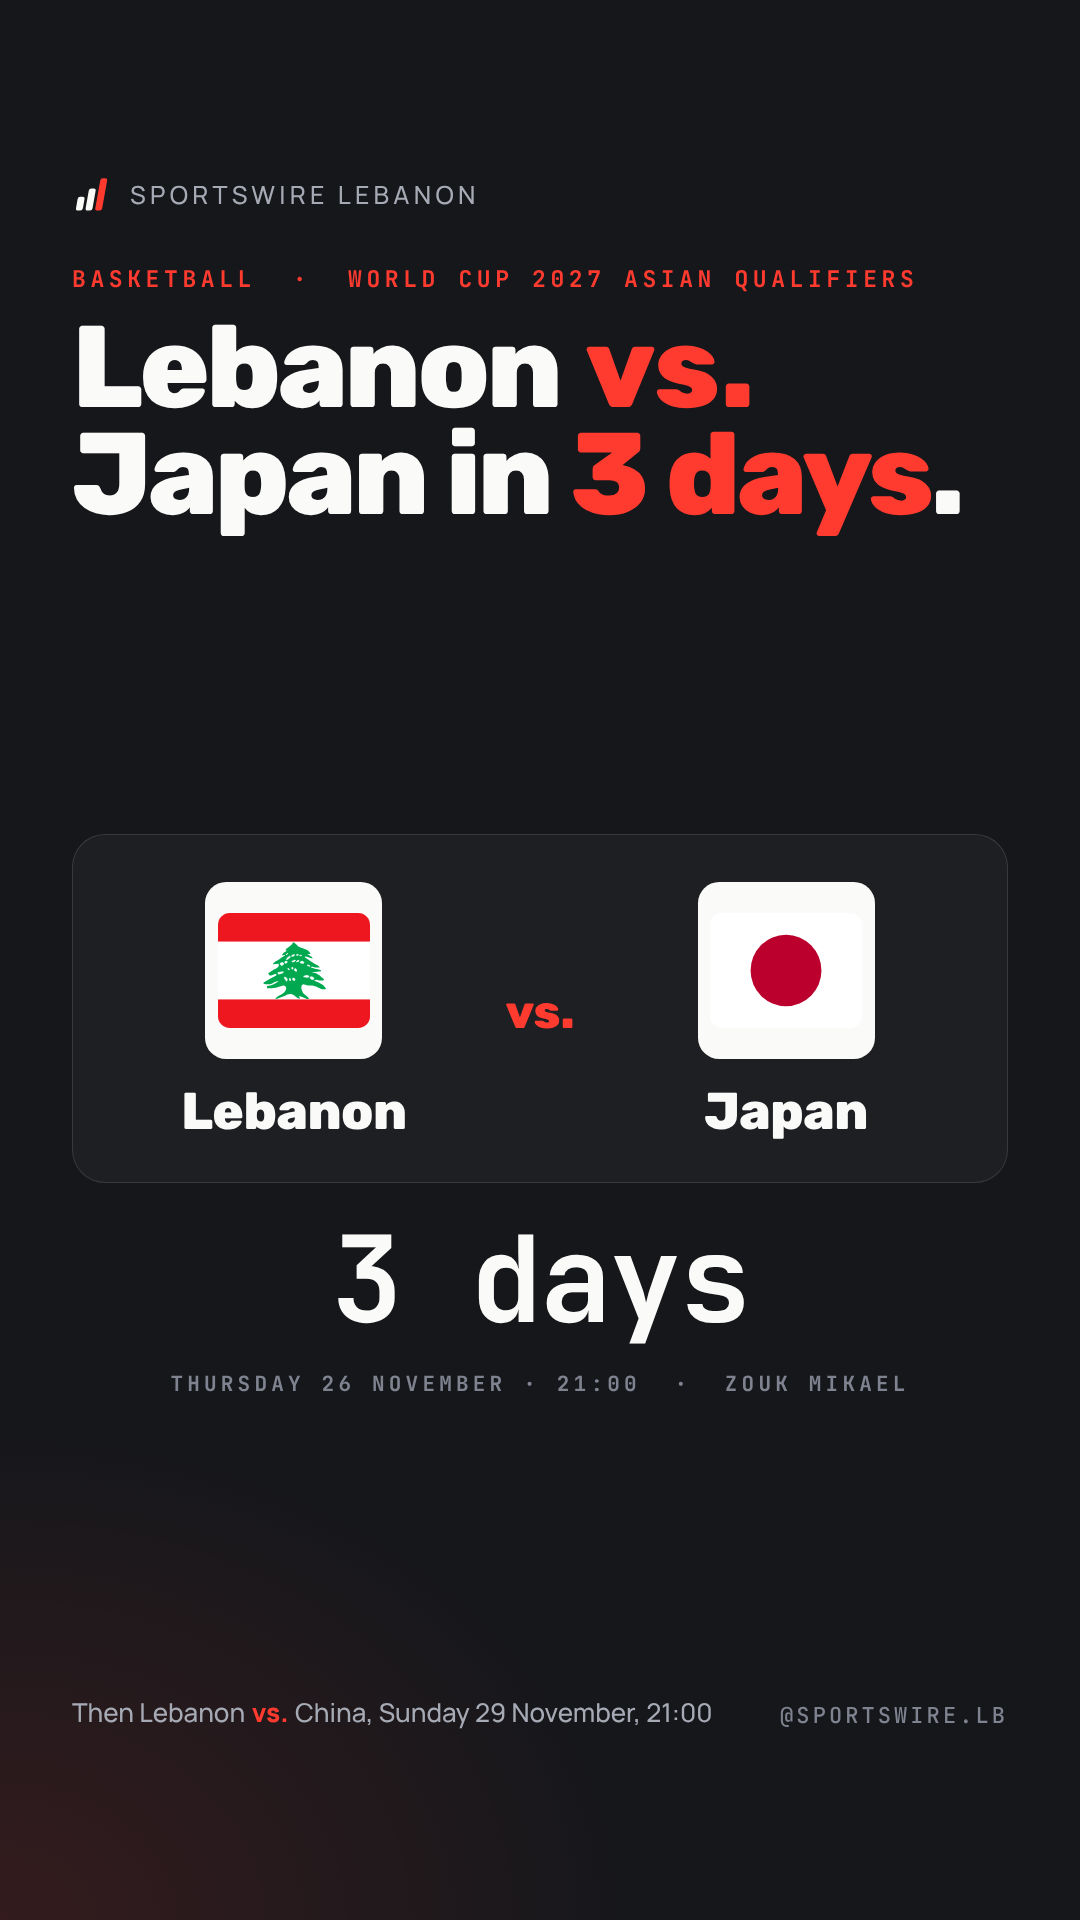 SPORTSWIRE LEBANON
BASKETBALL · WORLD CUP 2027 ASIAN QUALIFIERS
Lebanon vs.
Japan in 3 days.
vs.
Lebanon
Japan
3 days
THURSDAY 26 NOVEMBER · 21:00 · ZOUK MIKAEL
Then Lebanon vs. China, Sunday 29 November, 21:00
@SPORTSWIRE.LB